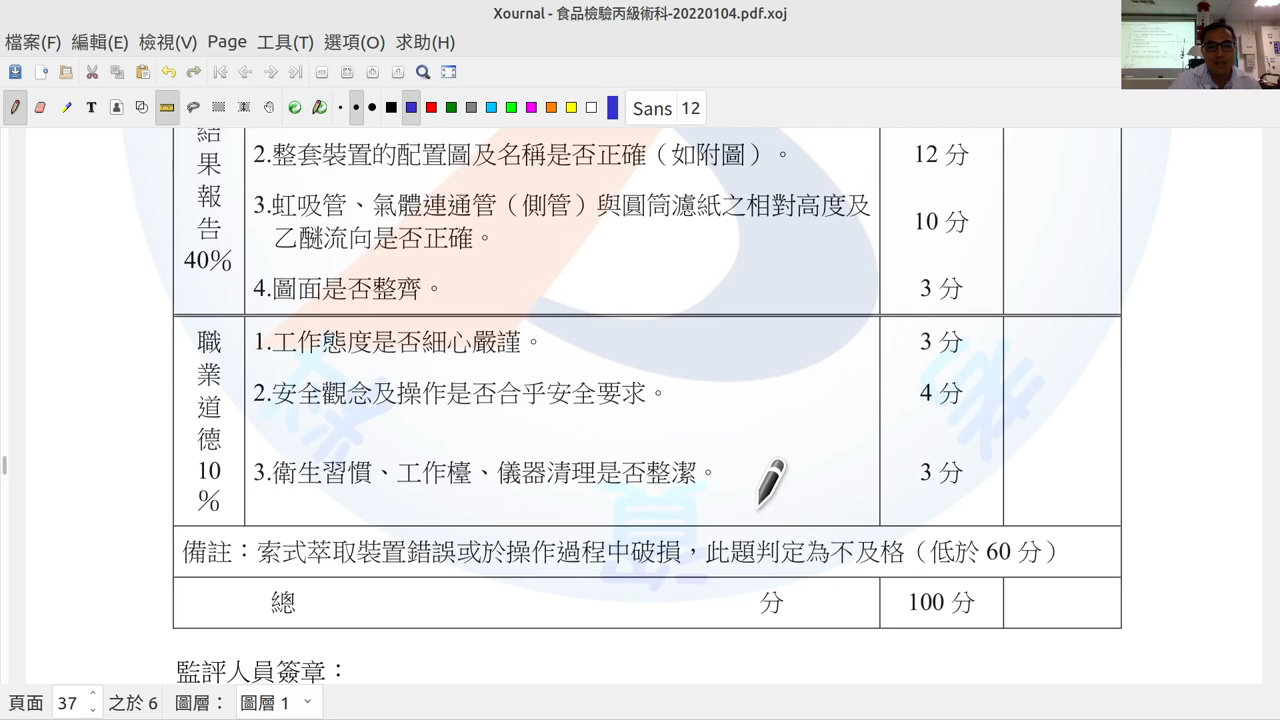 Xournal - 食品檢驗丙級術科-20220104.pdf.xoj
檔案(F) 編輯(E) 檢視(V)
Sans 12
結果報告 40%
2.整套裝置的配置圖及名稱是否正確（如附圖）。 12 分
3.虹吸管、氣體連通管（側管）與圓筒濾紙之相對高度及
乙醚流向是否正確。 10 分
4.圖面是否整齊。 3 分
職業道德 10 %
1.工作態度是否細心嚴謹。 3 分
2.安全觀念及操作是否合乎安全要求。 4 分
3.衛生習慣、工作檯、儀器清理是否整潔。 3 分
備註：索式萃取裝置錯誤或於操作過程中破損，此題判定為不及格（低於 60 分）
總 分 100 分
監評人員簽章：
頁面 37 之於 6 圖層： 圖層 1